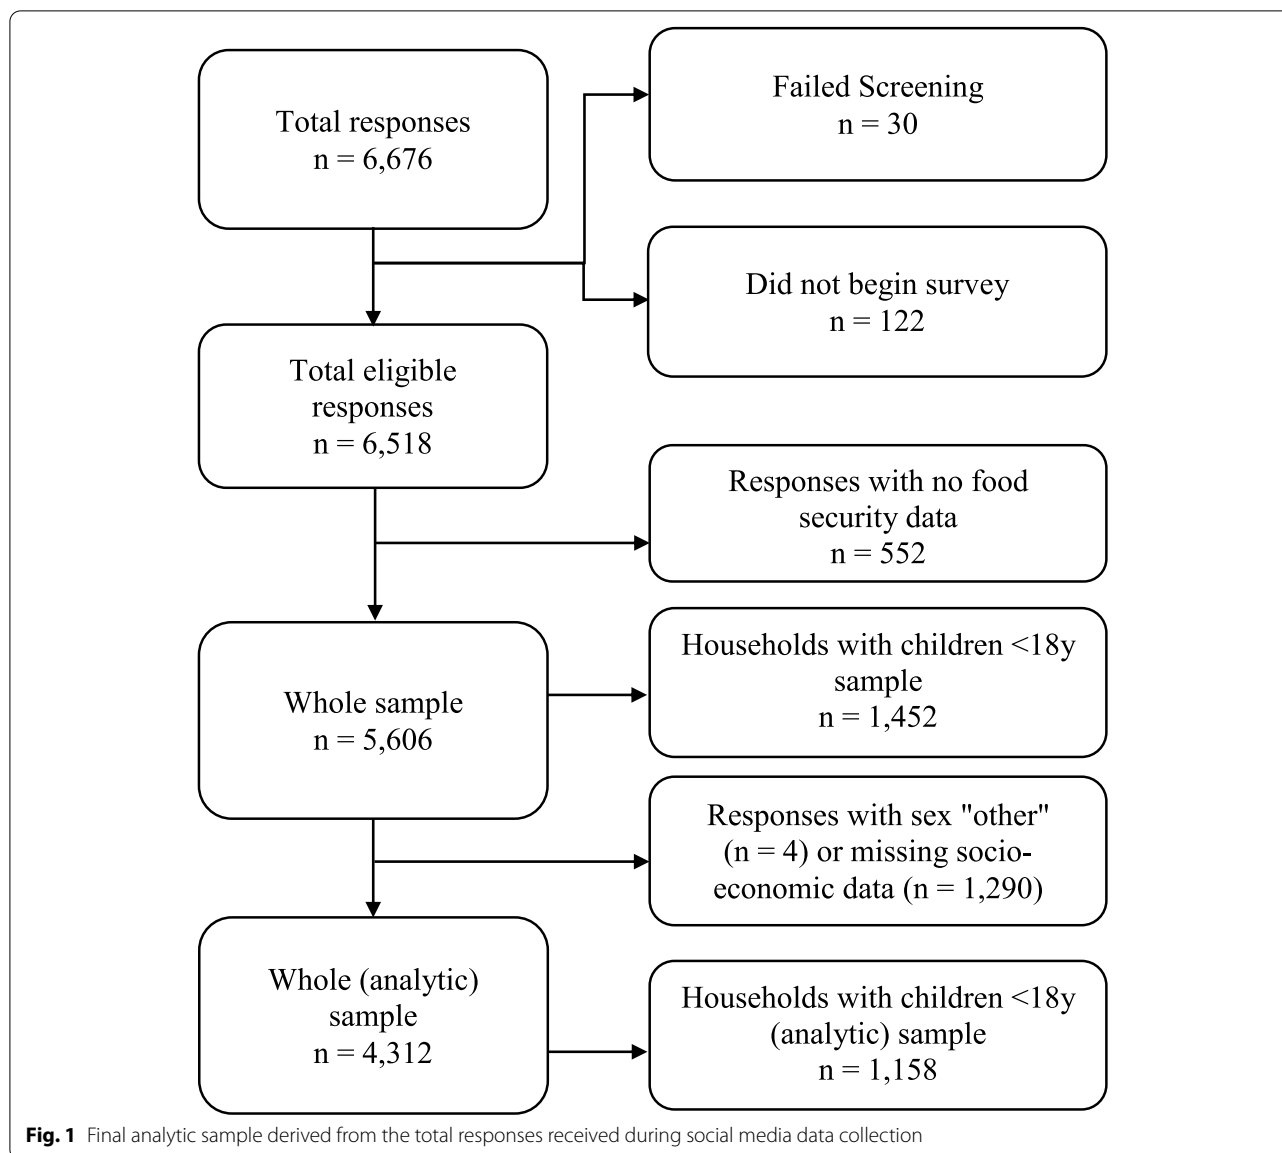 Total responses
n = 6,676
Failed Screening
n = 30
Did not begin survey
n = 122
Total eligible
responses
n = 6,518
Responses with no food
security data
n = 552
Whole sample
n = 5,606
Households with children <18y
sample
n = 1,452
Responses with sex "other"
(n = 4) or missing socio-
economic data (n = 1,290)
Whole (analytic)
sample
n = 4,312
Households with children <18y
(analytic) sample
n = 1,158
Fig. 1 Final analytic sample derived from the total responses received during social media data collection